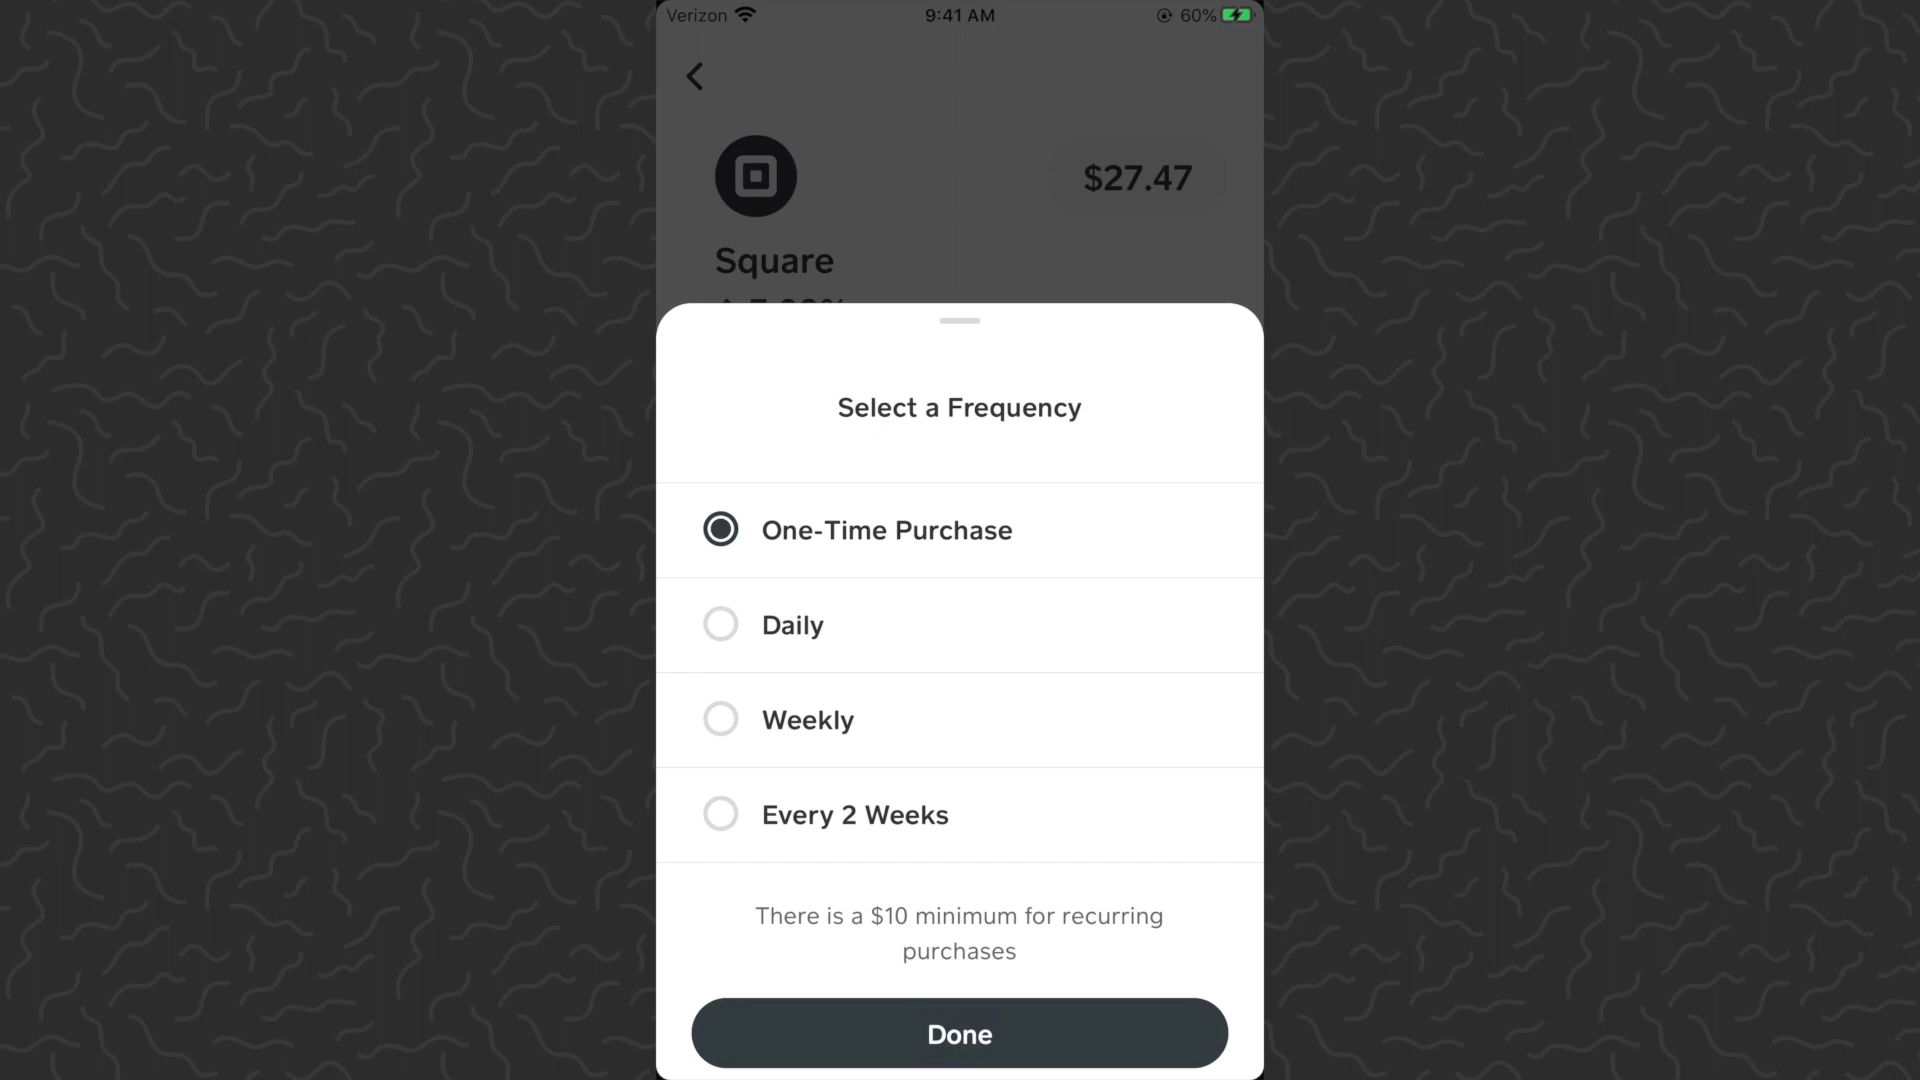 Verizon 9:41 AM 60%
$27.47
Square
Select a Frequency
One-Time Purchase
Daily
Weekly
Every 2 Weeks
There is a $10 minimum for recurring
purchases
Done